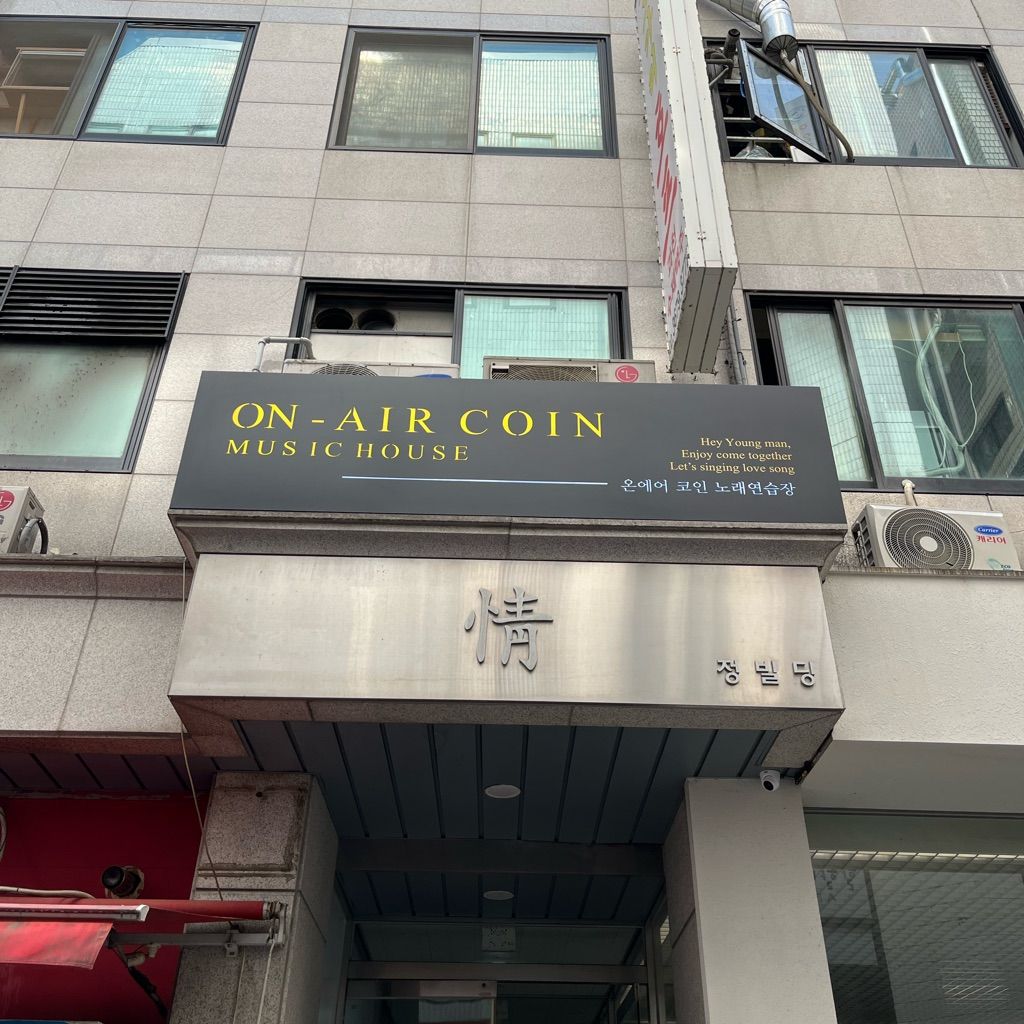 ON-AIR COIN
MUSIC HOUSE
Hey Young man,
Enjoy come together
Let's singing love song
온에어 코인 노래연습장
情
정빌딩
LG
LG
Carrier
캐리어